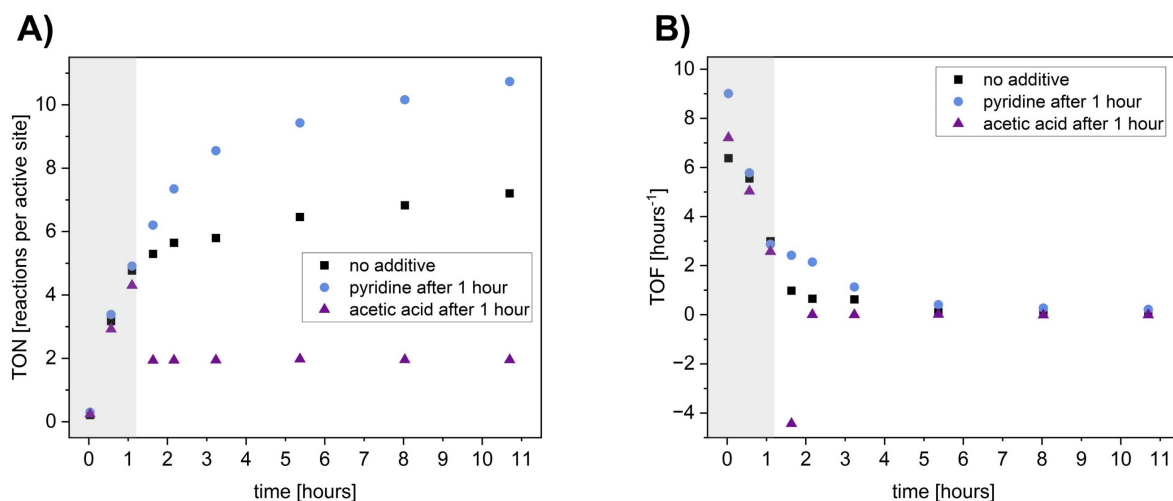 A)
TON [reactions per active site]
10
8
6
4
2
0
no additive
pyridine after 1 hour
acetic acid after 1 hour
0 1 2 3 4 5 6 7 8 9 10 11
time [hours]
B)
TOF [hours⁻¹]
10
8
6
4
2
0
−2
−4
no additive
pyridine after 1 hour
acetic acid after 1 hour
0 1 2 3 4 5 6 7 8 9 10 11
time [hours]